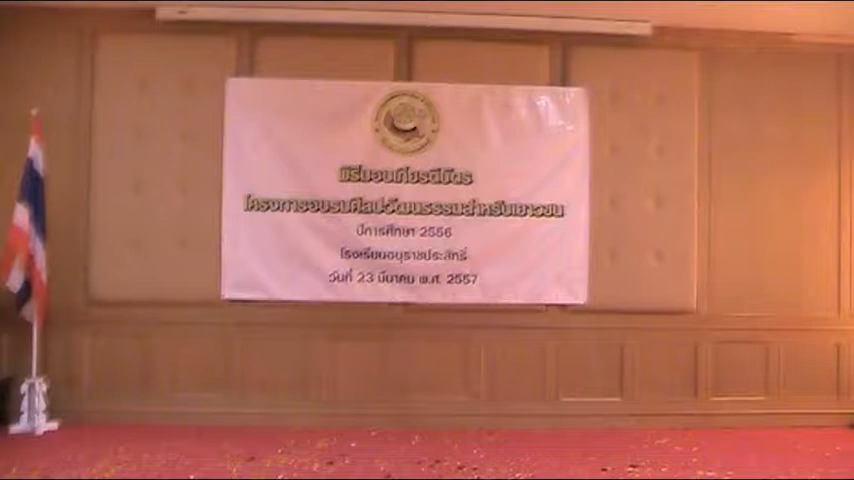 พิธีมอบเกียรติบัตร
โครงการอบรมศิลปวัฒนธรรมสำหรับเยาวชน
ปีการศึกษา 2556
โรงเรียนอนุราชประสิทธิ์
วันที่ 23 มีนาคม พ.ศ. 2557